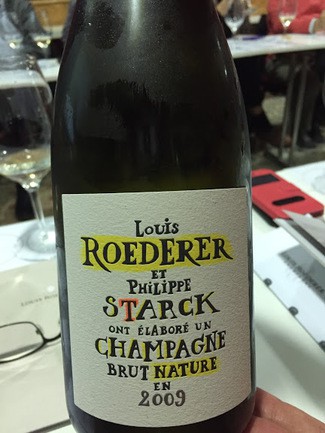 Louis
ROEDERER
ET
PHILIPPE
STARCK
ONT ÉLABORÉ UN
CHAMPAGNE
BRUT NATURE
EN
2009